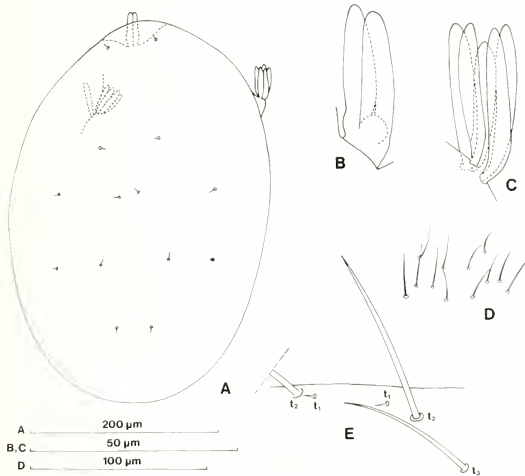 B
C
D
A
t₂ t₁
t₁
t₂
E
t₃
A 200 µm
B, C 50 µm
D 100 µm